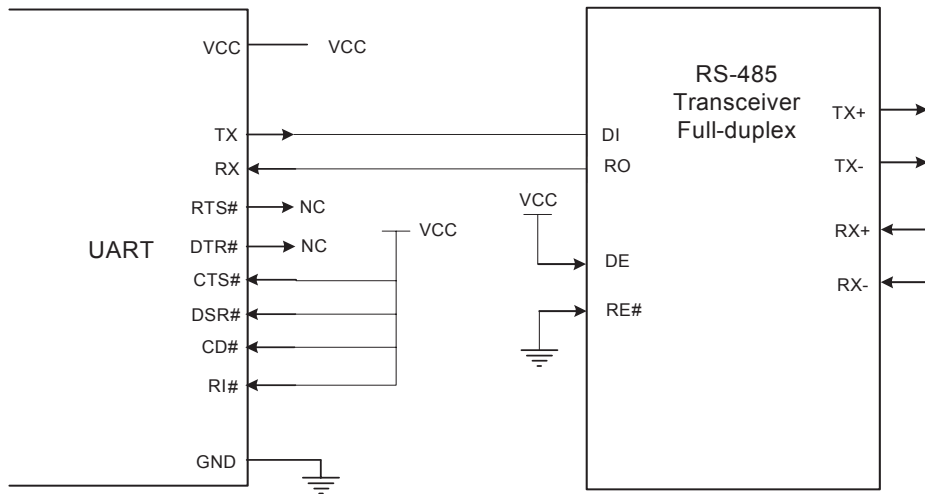 VCC VCC
TX
RX
RTS# NC
DTR# NC
CTS#
DSR#
CD#
RI#
GND
UART
VCC
RS-485
Transceiver
Full-duplex
DI
RO
VCC
DE
RE#
TX+
TX-
RX+
RX-